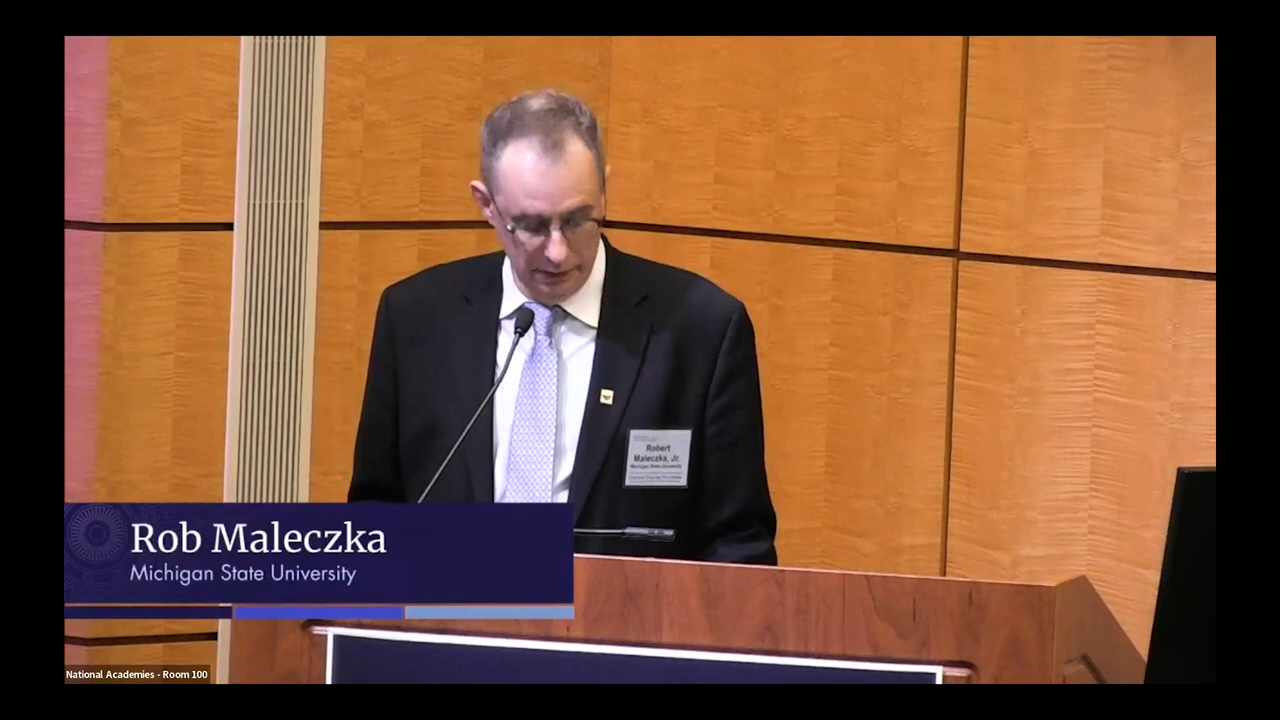 Robert
Maleczka, Jr.
Michigan State University
Rob Maleczka
Michigan State University
National Academies - Room 100